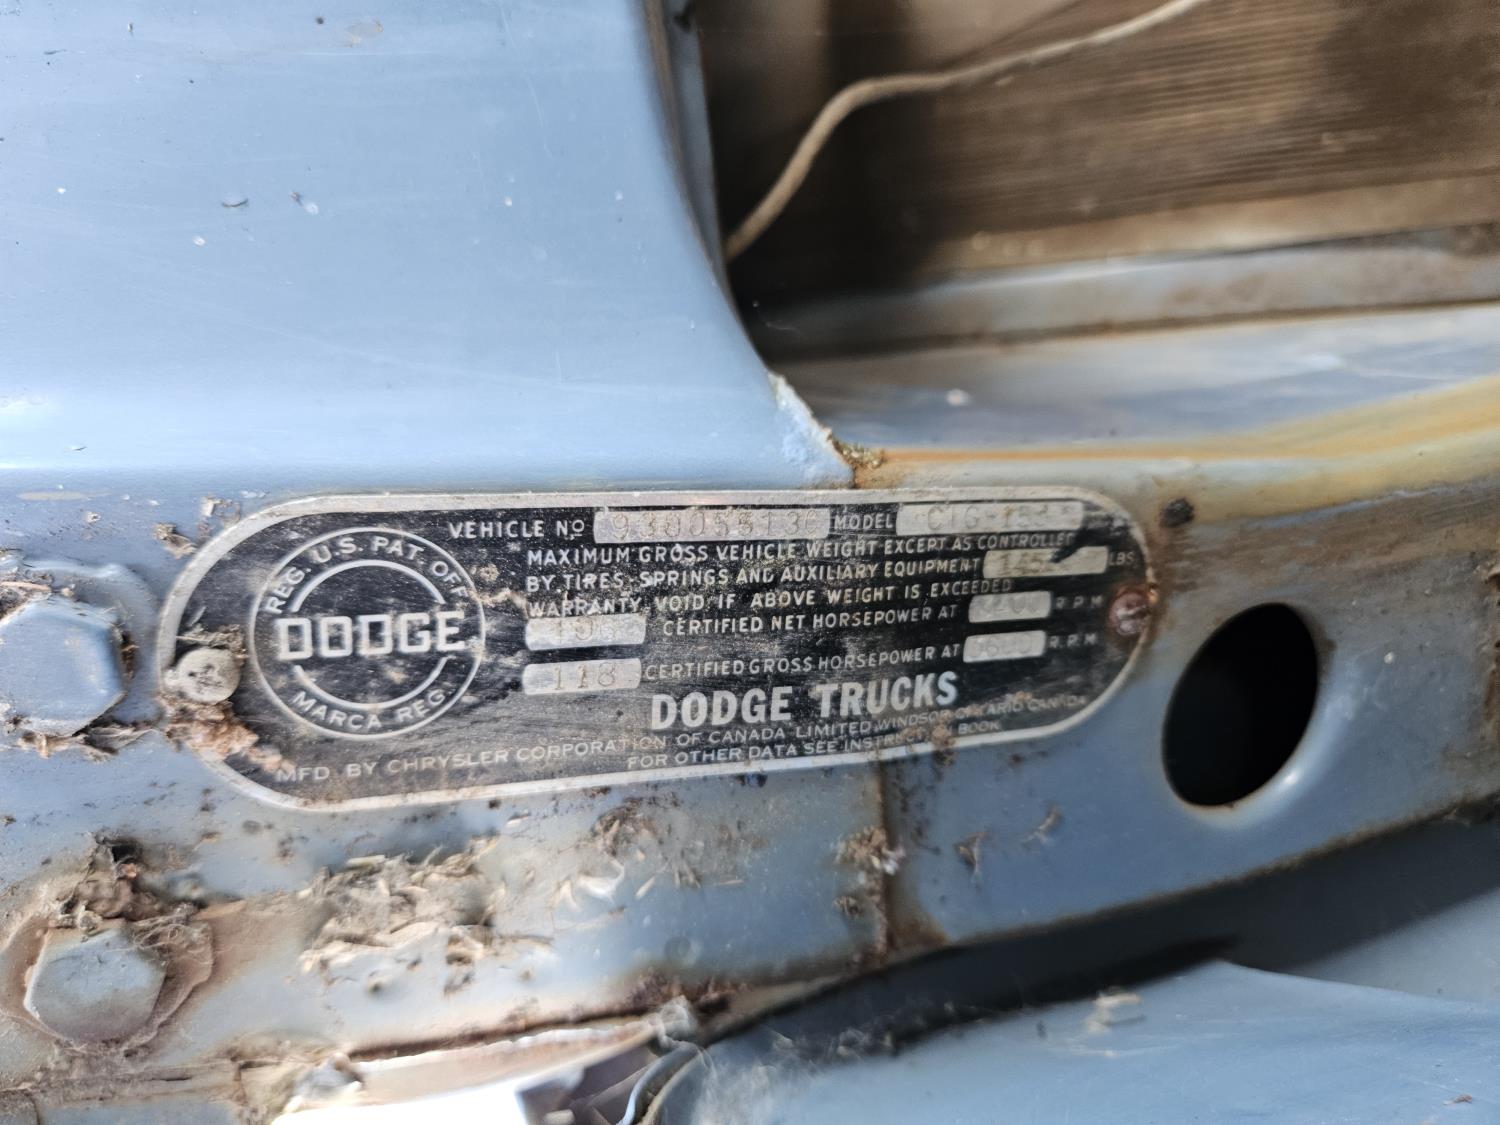 VEHICLE Nº MODEL
MAXIMUM GROSS VEHICLE WEIGHT EXCEPT AS CONTROLLED
BY TIRES, SPRINGS AND AUXILIARY EQUIPMENT LBS.
WARRANTY VOID IF ABOVE WEIGHT IS EXCEEDED
CERTIFIED NET HORSEPOWER AT R.P.M
118 CERTIFIED GROSS HORSEPOWER AT 3600 R.P.M
REG. U.S. PAT. OFF.
DODGE
MARCA REG.
DODGE TRUCKS
MFD BY CHRYSLER CORPORATION OF CANADA LIMITED WINDSOR ONTARIO CANADA
FOR OTHER DATA SEE INSTRUCTION BOOK